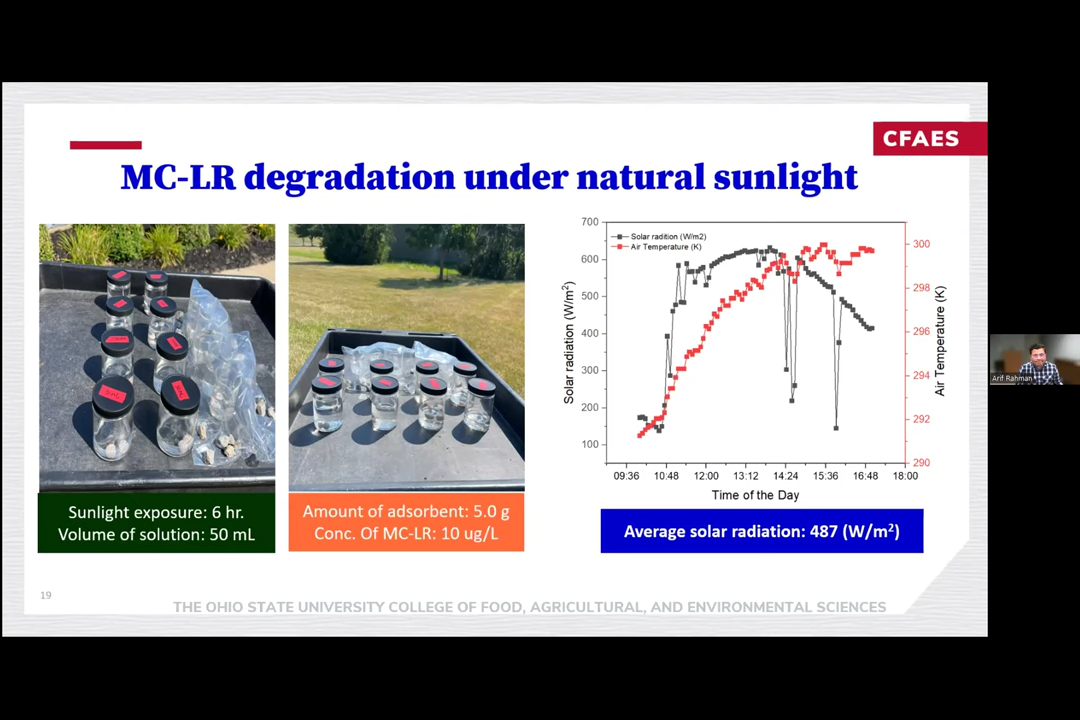 CFAES
MC-LR degradation under natural sunlight
Sunlight exposure: 6 hr.
Volume of solution: 50 mL
Amount of adsorbent: 5.0 g
Conc. Of MC-LR: 10 ug/L
Solar radition (W/m2)
Air Temperature (K)
700
600
500
400
300
200
100
Solar radiation (W/m²)
300
298
296
294
292
290
Air Temperature (K)
09:36 10:48 12:00 13:12 14:24 15:36 16:48 18:00
Time of the Day
Average solar radiation: 487 (W/m²)
19
THE OHIO STATE UNIVERSITY COLLEGE OF FOOD, AGRICULTURAL, AND ENVIRONMENTAL SCIENCES
Arif Rahman